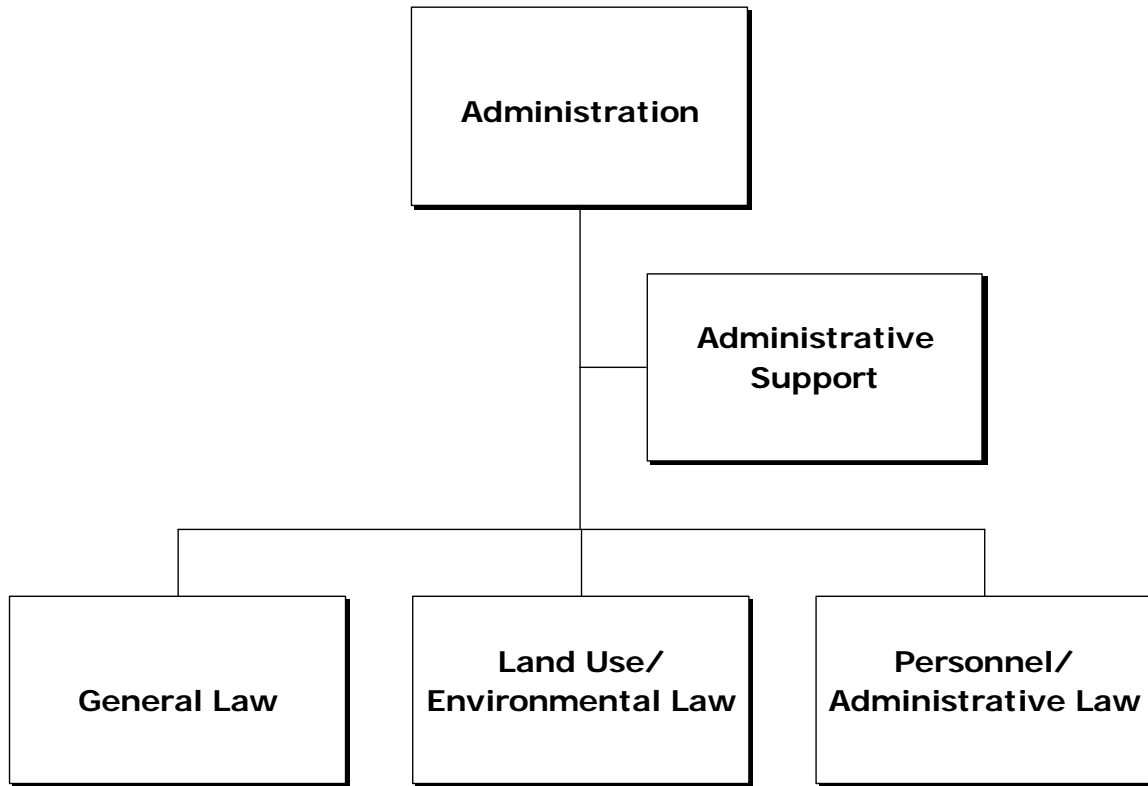 Administration
Administrative
Support
General Law
Land Use/
Environmental Law
Personnel/
Administrative Law